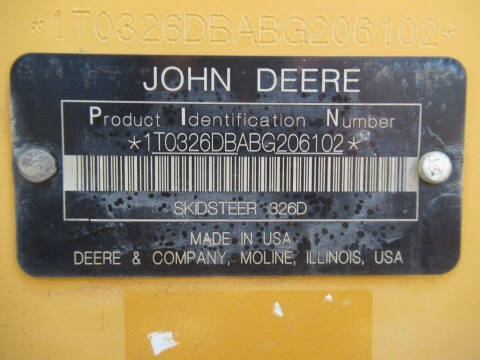 *1T0326DBABG206102*
JOHN DEERE
Product Identification Number
*1T0326DBABG206102*
SKIDSTEER 326D
MADE IN USA
DEERE & COMPANY, MOLINE, ILLINOIS, USA